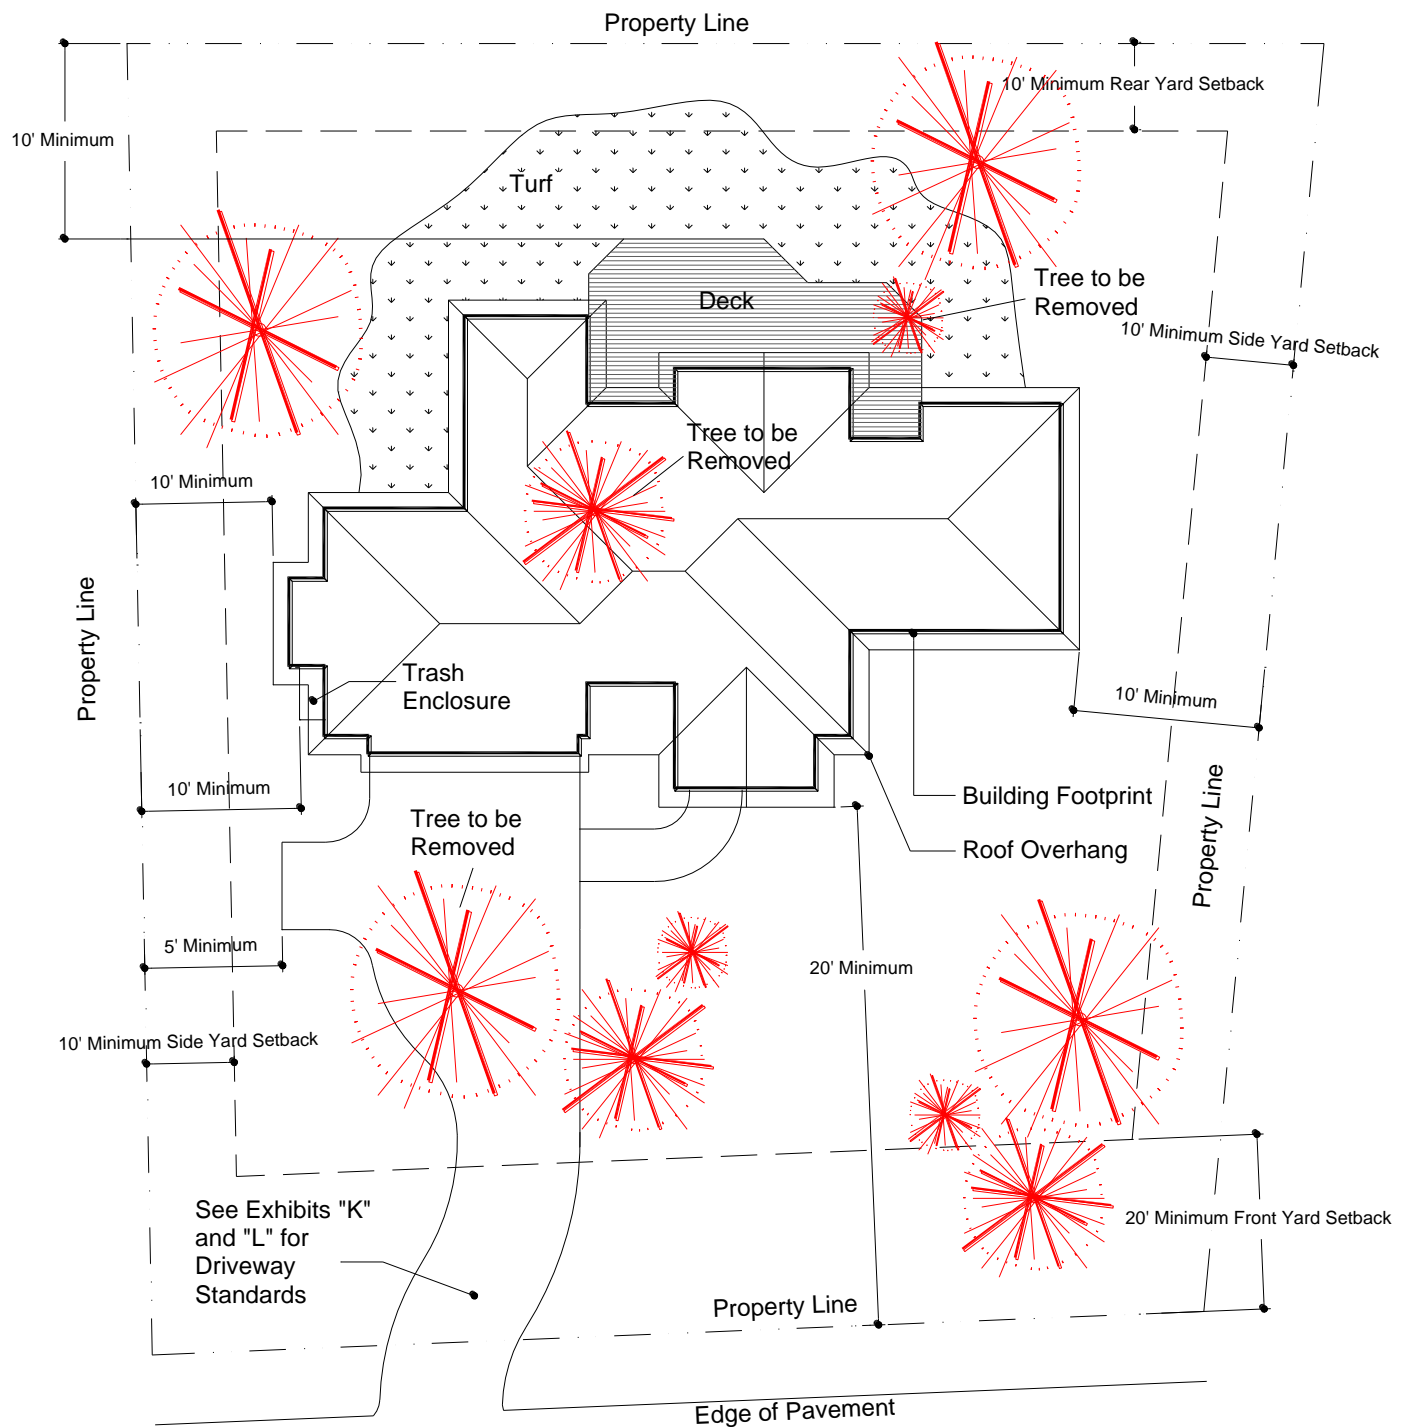 Property Line
10' Minimum Rear Yard Setback
10' Minimum
Turf
Deck
Tree to be
Removed
10' Minimum Side Yard Setback
Tree to be
Removed
10' Minimum
Property Line
Trash
Enclosure
10' Minimum
10' Minimum
Building Footprint
Roof Overhang
Property Line
Tree to be
Removed
5' Minimum
20' Minimum
10' Minimum Side Yard Setback
See Exhibits "K"
and "L" for
Driveway
Standards
20' Minimum Front Yard Setback
Property Line
Edge of Pavement